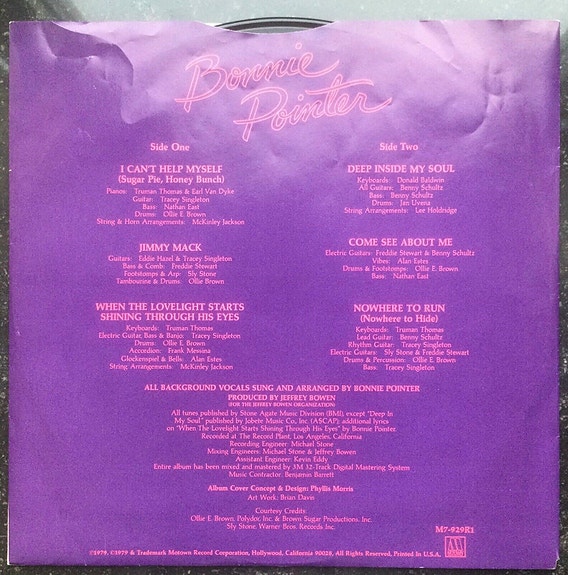 Bonnie
Pointer
Side One
I CAN'T HELP MYSELF
(Sugar Pie, Honey Bunch)
Pianos: Truman Thomas & Earl Van Dyke
Guitar: Tracey Singleton
Bass: Nathan East
Drums: Ollie E. Brown
String & Horn Arrangements: McKinley Jackson
JIMMY MACK
Guitars: Eddie Hazel & Tracey Singleton
Bass & Comb: Freddie Stewart
Footstomps & Arp: Sly Stone
Tambourine & Drums: Ollie Brown
WHEN THE LOVELIGHT STARTS
SHINING THROUGH HIS EYES
Keyboards: Truman Thomas
Electric Guitar, Bass & Banjo: Tracey Singleton
Drums: Ollie E. Brown
Accordion: Frank Messina
Glockenspiel & Bells: Alan Estes
String Arrangements: McKinley Jackson
Side Two
DEEP INSIDE MY SOUL
Keyboards: Donald Baldwin
All Guitars: Benny Schultz
Bass: Benny Schultz
Drums: Jan Uveria
String Arrangements: Lee Holdridge
COME SEE ABOUT ME
Electric Guitars: Freddie Stewart & Benny Schultz
Vibes: Alan Estes
Drums & Footstomps: Ollie E. Brown
Bass: Nathan East
NOWHERE TO RUN
(Nowhere to Hide)
Keyboards: Truman Thomas
Lead Guitar: Benny Schultz
Rhythm Guitar: Tracey Singleton
Electric Guitars: Sly Stone & Freddie Stewart
Drums & Percussion: Ollie E. Brown
Bass: Tracey Singleton
ALL BACKGROUND VOCALS SUNG AND ARRANGED BY BONNIE POINTER
PRODUCED BY JEFFREY BOWEN
(FOR THE JEFFREY BOWEN ORGANIZATION)
All tunes published by Stone Agate Music Division (BMI), except "Deep In
My Soul" published by Jobete Music Co., Inc (ASCAP); additional lyrics
on "When The Lovelight Starts Shining Through His Eyes" by Bonnie Pointer
Recorded at The Record Plant, Los Angeles, California
Recording Engineer: Michael Stone
Mixing Engineers: Michael Stone & Jeffrey Bowen
Assistant Engineer: Kevin Eddy
Entire album has been mixed and mastered by 3M 32-Track Digital Mastering System
Music Contractor: Benjamin Barrett
Album Cover Concept & Design: Phyllis Morris
Art Work: Brian Davis
Courtesy Credits:
Ollie E. Brown, Polydor, Inc. & Brown Sugar Productions, Inc.
Sly Stone, Warner Bros. Records Inc.
M7-929R1
©1979, ℗1979 & Trademark Motown Record Corporation, Hollywood, California 90028, All Rights Reserved, Printed In U.S.A.